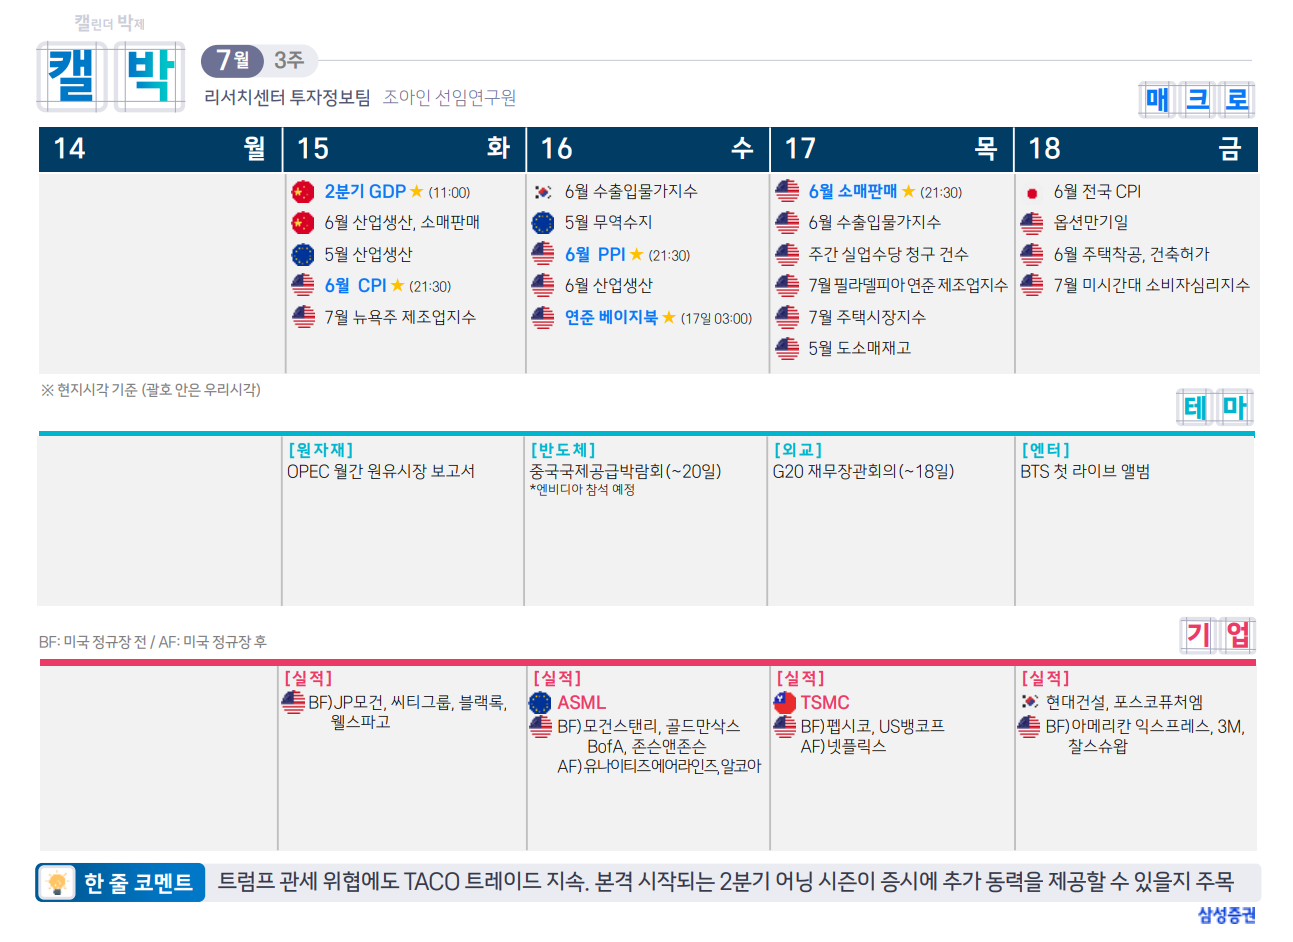 캘린더 박제
캘 박
7월 3주
리서치센터 투자정보팀 조아인 선임연구원
매크로
14 월 15 화 16 수 17 목 18 금
2분기 GDP ★ (11:00)
6월 산업생산, 소매판매
5월 산업생산
6월 CPI ★ (21:30)
7월 뉴욕주 제조업지수
6월 수출입물가지수
5월 무역수지
6월 PPI ★ (21:30)
6월 산업생산
연준 베이지북 ★ (17일 03:00)
6월 소매판매 ★ (21:30)
6월 수출입물가지수
주간 실업수당 청구 건수
7월 필라델피아 연준 제조업지수
7월 주택시장지수
5월 도소매재고
6월 전국 CPI
옵션만기일
6월 주택착공, 건축허가
7월 미시간대 소비자심리지수
※ 현지시각 기준 (괄호 안은 우리시각)
테마
[원자재]
OPEC 월간 원유시장 보고서
[반도체]
중국국제공급박람회(~20일)
*엔비디아 참석 예정
[외교]
G20 재무장관회의(~18일)
[엔터]
BTS 첫 라이브 앨범
BF: 미국 정규장 전 / AF: 미국 정규장 후
기업
[실적]
BF)JP모건, 씨티그룹, 블랙록,
웰스파고
[실적]
ASML
BF)모건스탠리, 골드만삭스
BofA, 존슨앤존슨
AF)유나이티즈에어라인즈,알코아
[실적]
TSMC
BF)펩시코, US뱅코프
AF)넷플릭스
[실적]
현대건설, 포스코퓨처엠
BF)아메리칸 익스프레스, 3M,
찰스슈왑
한 줄 코멘트 트럼프 관세 위협에도 TACO 트레이드 지속. 본격 시작되는 2분기 어닝 시즌이 증시에 추가 동력을 제공할 수 있을지 주목
삼성증권